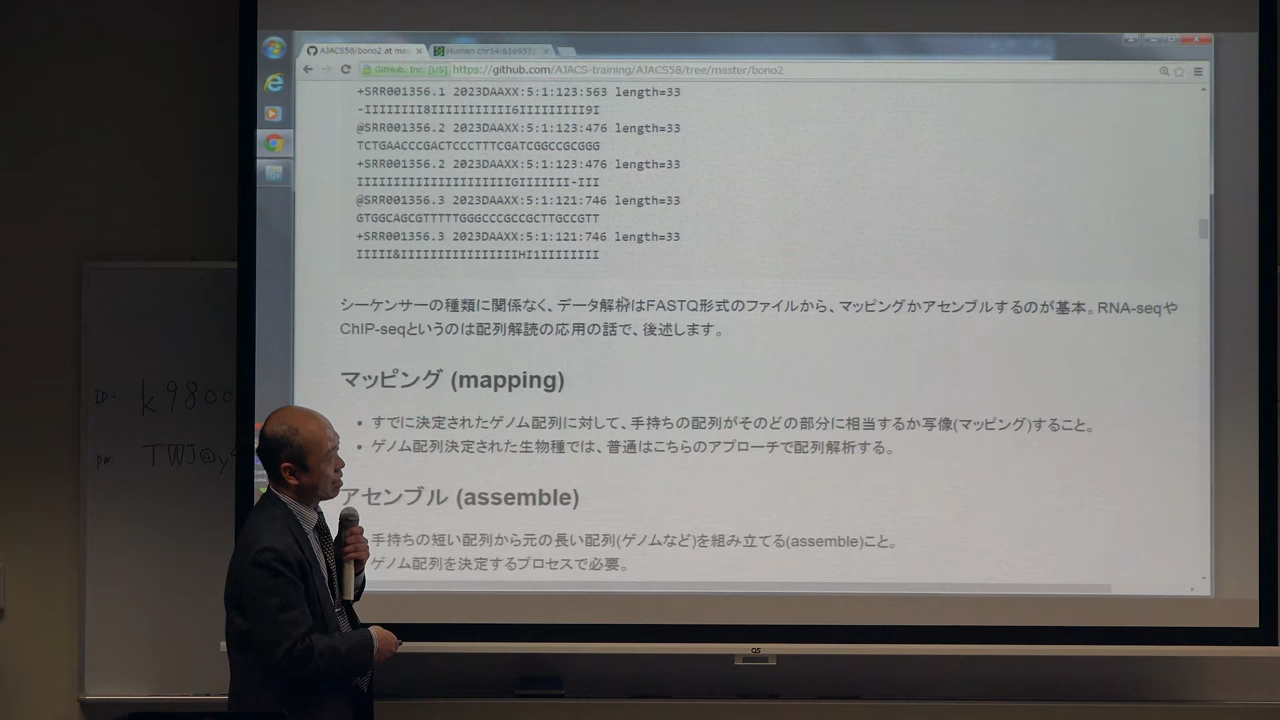 AJACS58/bono2 at ma
Human chr14:616953
GitHub, Inc. [US] https://github.com/AJACS-training/AJACS58/tree/master/bono2
+SRR001356.1 2023DAAXX:5:1:123:563 length=33
-IIIIIIII8IIIIIIIIIII6IIIIIIIII9I
@SRR001356.2 2023DAAXX:5:1:123:476 length=33
TCTGAACCCGACTCCCTTTCGATCGGCCGCGGG
+SRR001356.2 2023DAAXX:5:1:123:476 length=33
IIIIIIIIIIIIIIIIIIIIIGIIIIIII-III
@SRR001356.3 2023DAAXX:5:1:121:746 length=33
GTGGCAGCGTTTTTGGGCCCGCCGCTTGCCGTT
+SRR001356.3 2023DAAXX:5:1:121:746 length=33
IIIII&IIIIIIIIIIIIIIIIHI1IIIIIIII
シーケンサーの種類に関係なく、データ解析はFASTQ形式のファイルから、マッピングかアセンブルするのが基本。RNA-seqや
ChIP-seqというのは配列解読の応用の話で、後述します。
マッピング (mapping)
• すでに決定されたゲノム配列に対して、手持ちの配列がそのどの部分に相当するか写像(マッピング)すること。
• ゲノム配列決定された生物種では、普通はこちらのアプローチで配列解析する。
アセンブル (assemble)
手持ちの短い配列から元の長い配列(ゲノムなど)を組み立てる(assemble)こと。
ゲノム配列を決定するプロセスで必要。
ID: k9800
pw. TWJ@y
OS